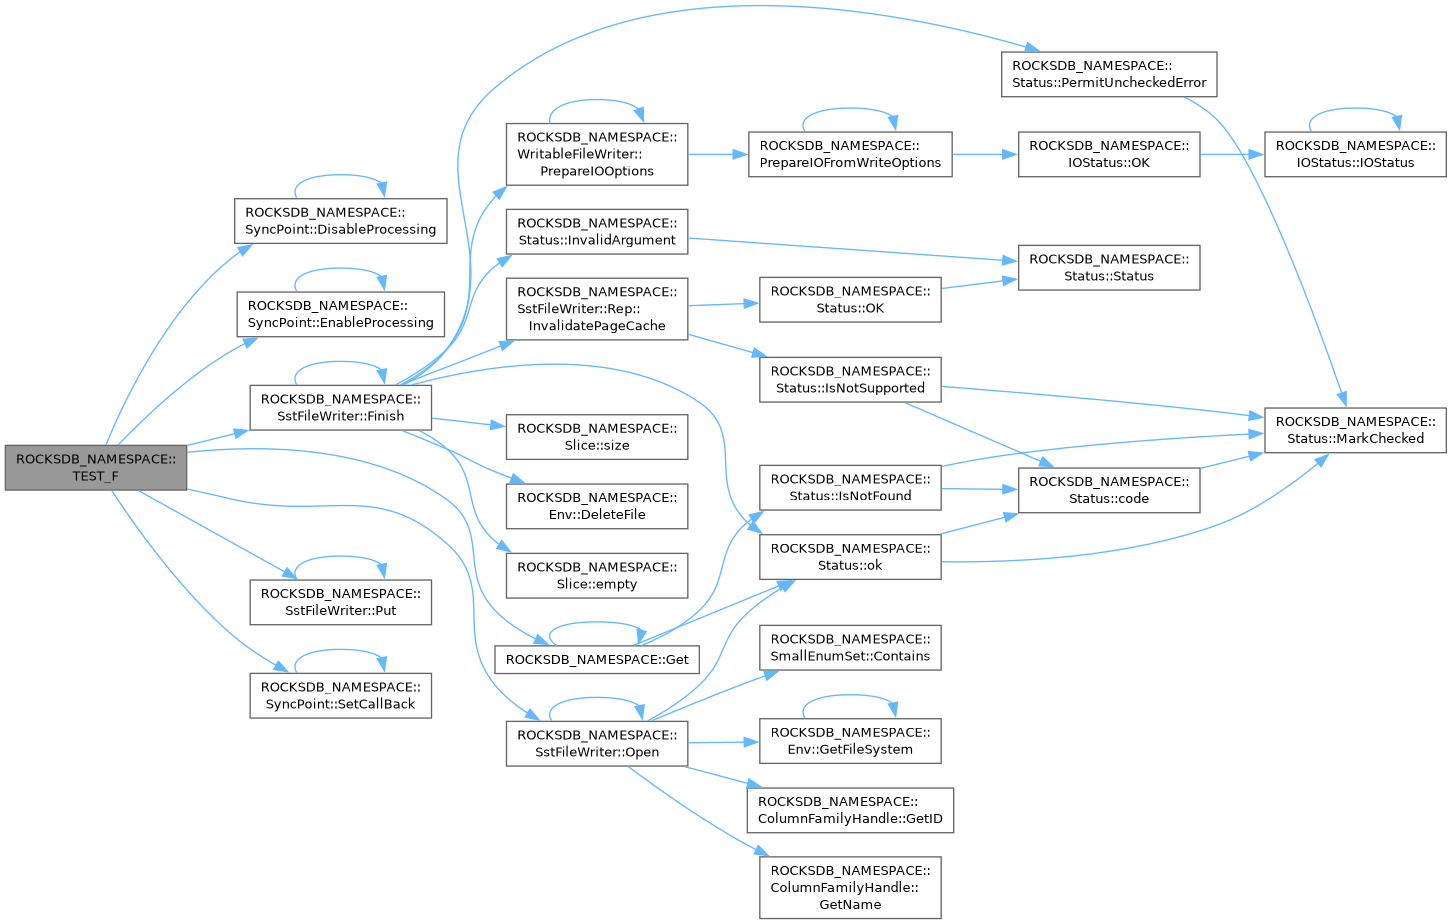 ROCKSDB_NAMESPACE::
TEST_F
ROCKSDB_NAMESPACE::
SyncPoint::DisableProcessing
ROCKSDB_NAMESPACE::
SyncPoint::EnableProcessing
ROCKSDB_NAMESPACE::
SstFileWriter::Finish
ROCKSDB_NAMESPACE::
SstFileWriter::Put
ROCKSDB_NAMESPACE::
SyncPoint::SetCallBack
ROCKSDB_NAMESPACE::
WritableFileWriter::
PrepareIOOptions
ROCKSDB_NAMESPACE::
Status::InvalidArgument
ROCKSDB_NAMESPACE::
SstFileWriter::Rep::
InvalidatePageCache
ROCKSDB_NAMESPACE::
Slice::size
ROCKSDB_NAMESPACE::
Env::DeleteFile
ROCKSDB_NAMESPACE::
Slice::empty
ROCKSDB_NAMESPACE::Get
ROCKSDB_NAMESPACE::
SstFileWriter::Open
ROCKSDB_NAMESPACE::
PrepareIOFromWriteOptions
ROCKSDB_NAMESPACE::
Status::OK
ROCKSDB_NAMESPACE::
Status::IsNotSupported
ROCKSDB_NAMESPACE::
Status::IsNotFound
ROCKSDB_NAMESPACE::
Status::ok
ROCKSDB_NAMESPACE::
SmallEnumSet::Contains
ROCKSDB_NAMESPACE::
Env::GetFileSystem
ROCKSDB_NAMESPACE::
ColumnFamilyHandle::GetID
ROCKSDB_NAMESPACE::
ColumnFamilyHandle::
GetName
ROCKSDB_NAMESPACE::
Status::PermitUncheckedError
ROCKSDB_NAMESPACE::
IOStatus::OK
ROCKSDB_NAMESPACE::
Status::Status
ROCKSDB_NAMESPACE::
Status::code
ROCKSDB_NAMESPACE::
IOStatus::IOStatus
ROCKSDB_NAMESPACE::
Status::MarkChecked